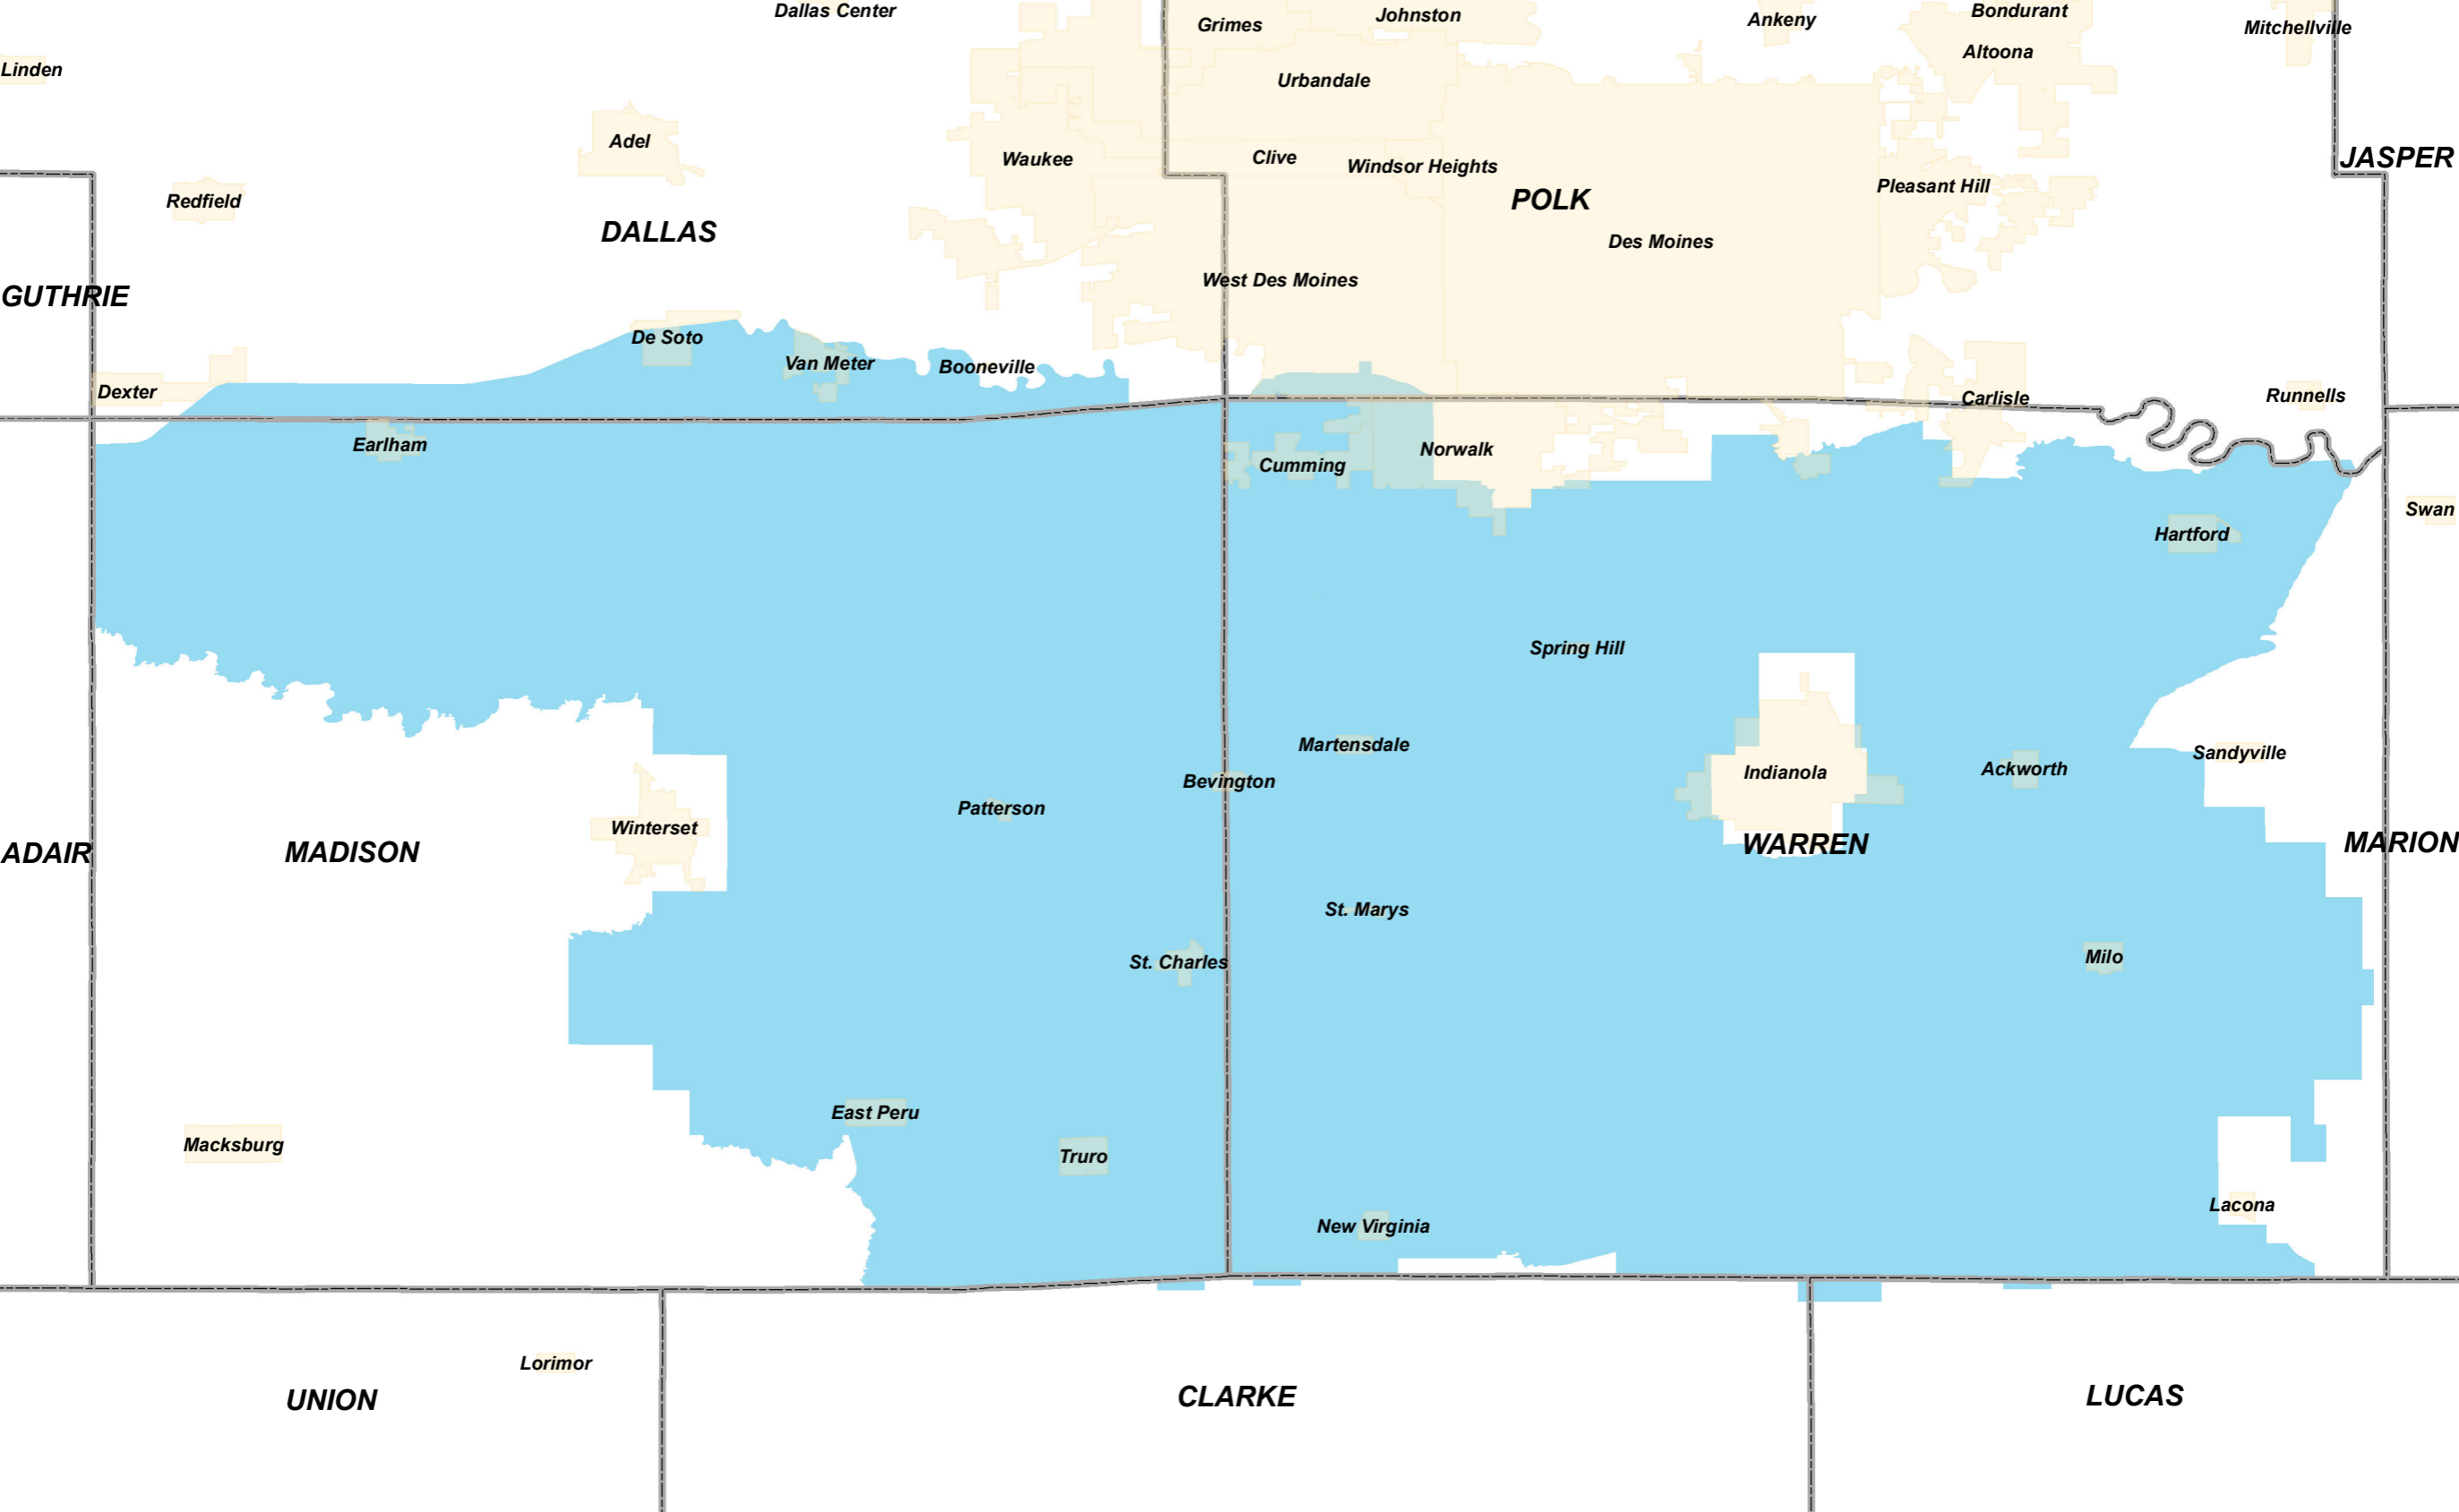 Dallas Center
Grimes
Johnston
Ankeny
Bondurant
Mitchellville
Altoona
Linden
Urbandale
Adel
Waukee
Clive
Windsor Heights
JASPER
Redfield
POLK
Pleasant Hill
DALLAS
Des Moines
West Des Moines
GUTHRIE
De Soto
Van Meter
Booneville
Dexter
Carlisle
Runnells
Earlham
Cumming
Norwalk
Swan
Hartford
Spring Hill
Martensdale
Sandyville
Bevington
Indianola
Ackworth
Patterson
Winterset
ADAIR
MADISON
WARREN
MARION
St. Marys
St. Charles
Milo
East Peru
Macksburg
Truro
Lacona
New Virginia
Lorimor
UNION
CLARKE
LUCAS